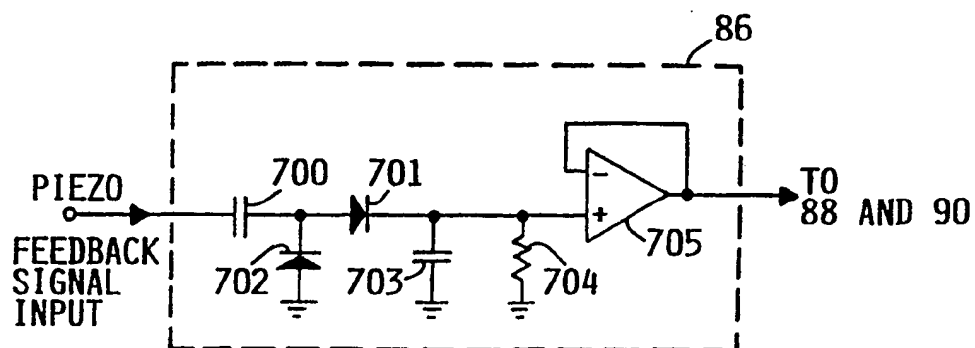 86
PIEZO
FEEDBACK
SIGNAL
INPUT
700
701
702
703
704
-
+
705
TO
88 AND 90